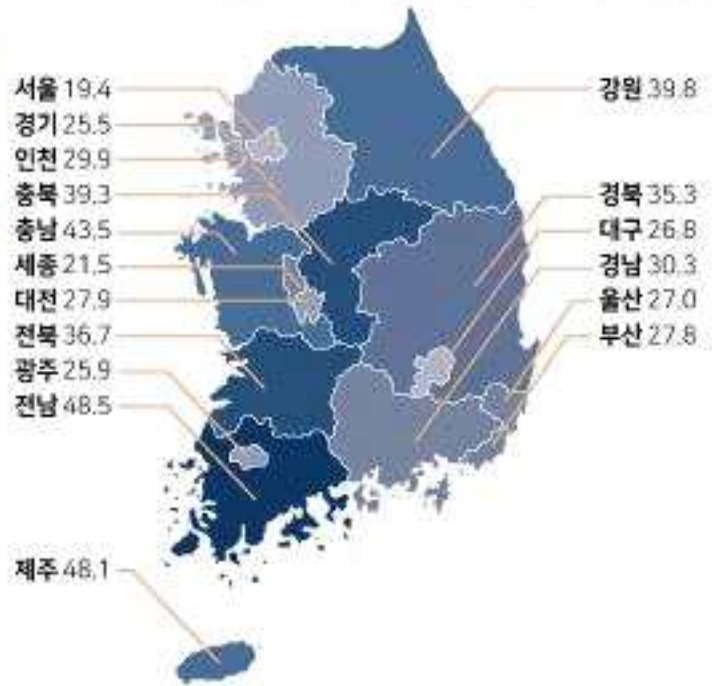 서울 19.4
경기 25.5
인천 29.9
충북 39.3
충남 43.5
세종 21.5
대전 27.9
전북 36.7
광주 25.9
전남 48.5
제주 48.1
강원 39.8
경북 35.3
대구 26.8
경남 30.3
울산 27.0
부산 27.8